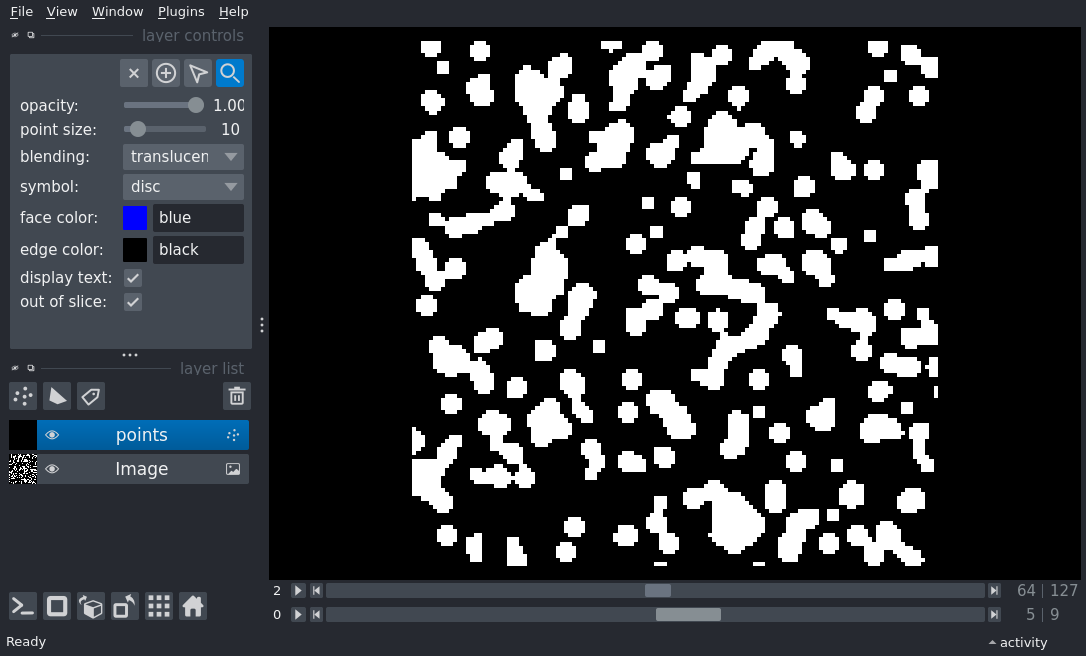 File View Window Plugins Help
layer controls
opacity: 1.00
point size: 10
blending: translucen
symbol: disc
face color: blue
edge color: black
display text:
out of slice:
layer list
points
Image
2 64 | 127
0 5 | 9
Ready activity